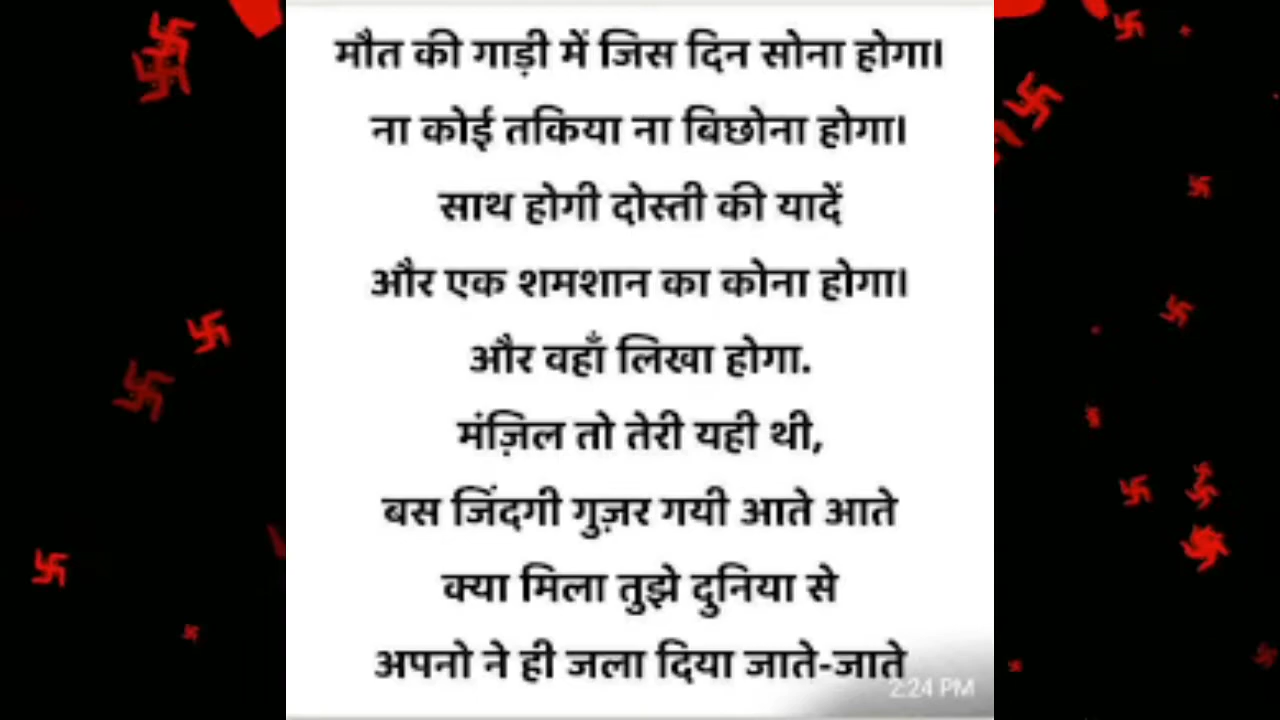 मौत की गाड़ी में जिस दिन सोना होगा।
ना कोई तकिया ना बिछोना होगा।
साथ होगी दोस्ती की यादें
और एक शमशान का कोना होगा।
और वहाँ लिखा होगा.
मंज़िल तो तेरी यही थी,
बस जिंदगी गुज़र गयी आते आते
क्या मिला तुझे दुनिया से
अपनो ने ही जला दिया जाते-जाते
2:24 PM